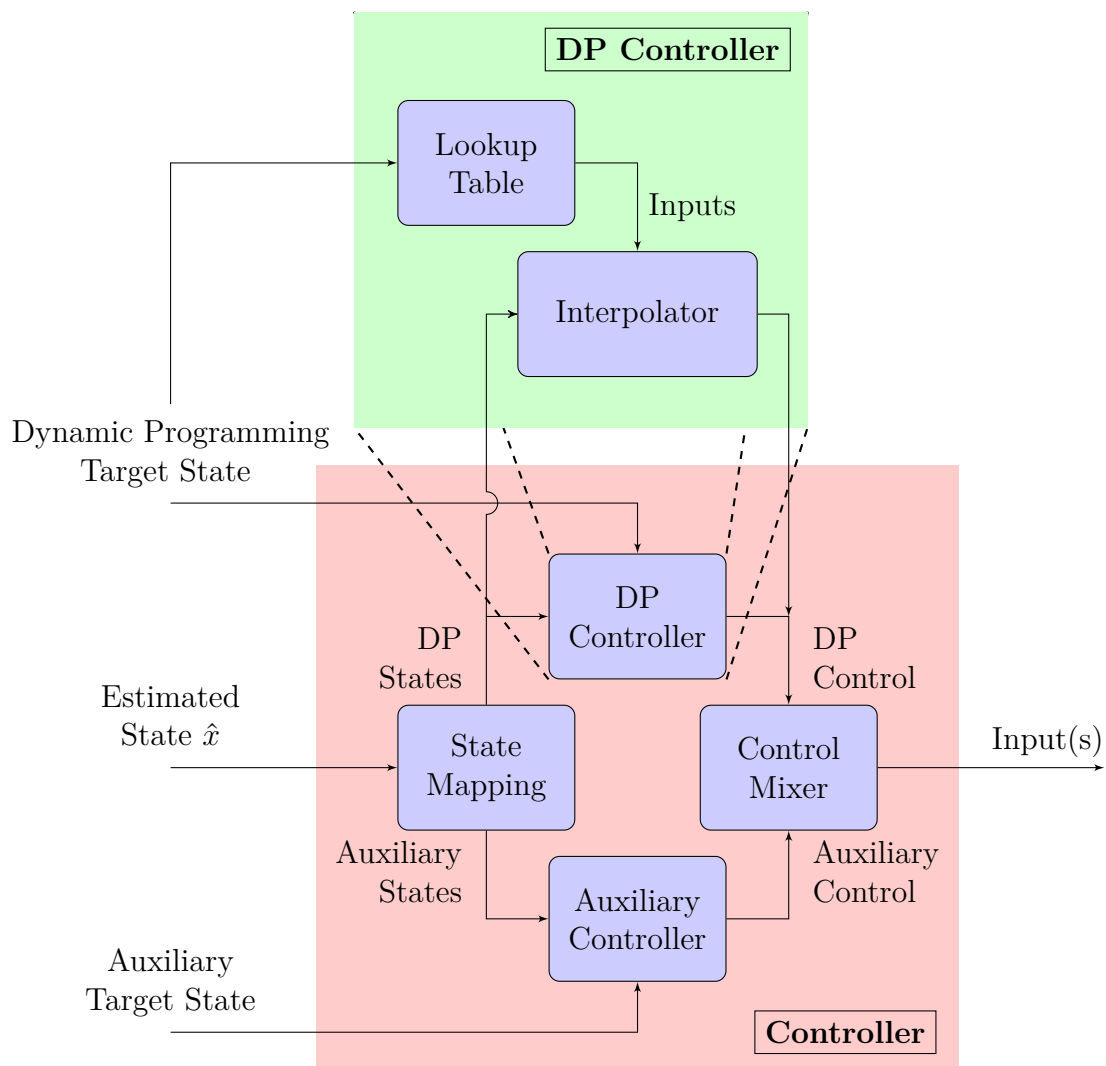 DP Controller
Lookup
Table
Inputs
Interpolator
Dynamic Programming
Target State
DP
Controller
DP
States
DP
Control
Estimated
State x̂
State
Mapping
Control
Mixer
Input(s)
Auxiliary
States
Auxiliary
Control
Auxiliary
Controller
Auxiliary
Target State
Controller